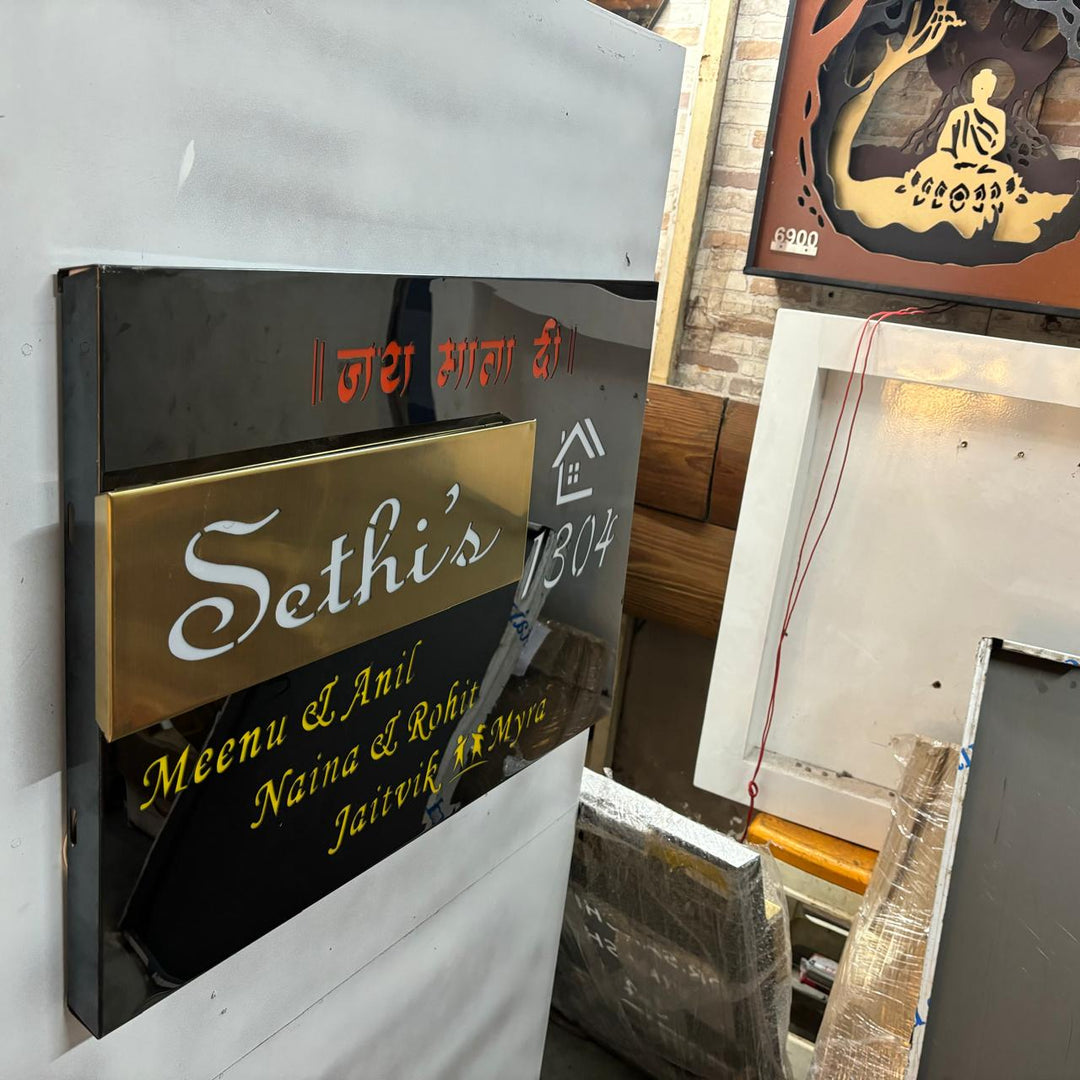 ॥ जय माता दी ॥
Sethi's
1304
Meenu & Anil
Naina & Rohit
Jaitvik Myra
6900